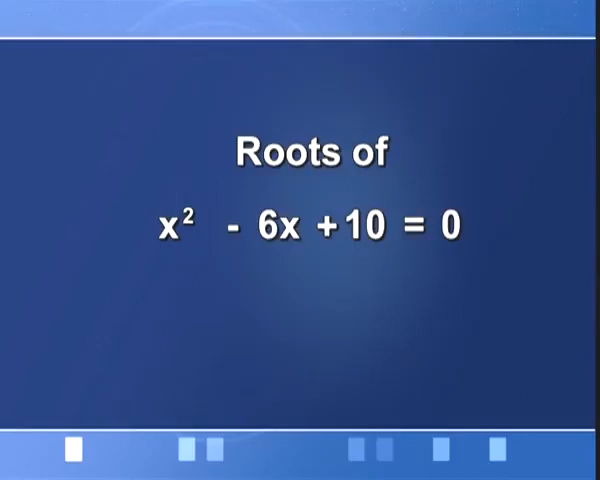 Roots of
x² - 6x + 10 = 0